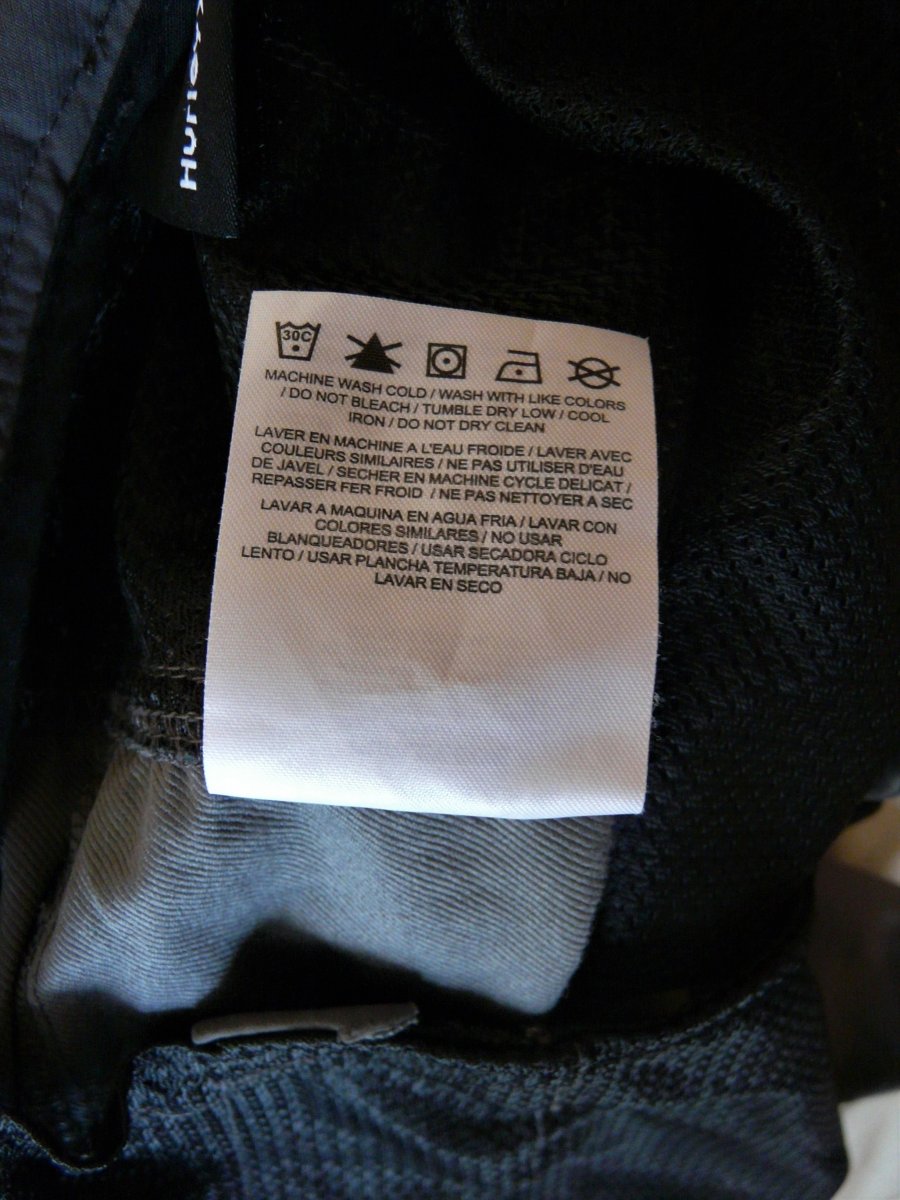 Hurley
30C
MACHINE WASH COLD / WASH WITH LIKE COLORS
/ DO NOT BLEACH / TUMBLE DRY LOW / COOL
IRON / DO NOT DRY CLEAN
LAVER EN MACHINE A L'EAU FROIDE / LAVER AVEC
COULEURS SIMILAIRES / NE PAS UTILISER D'EAU
DE JAVEL / SECHER EN MACHINE CYCLE DELICAT /
REPASSER FER FROID / NE PAS NETTOYER A SEC
LAVAR A MAQUINA EN AGUA FRIA / LAVAR CON
COLORES SIMILARES / NO USAR
BLANQUEADORES / USAR SECADORA CICLO
LENTO / USAR PLANCHA TEMPERATURA BAJA / NO
LAVAR EN SECO